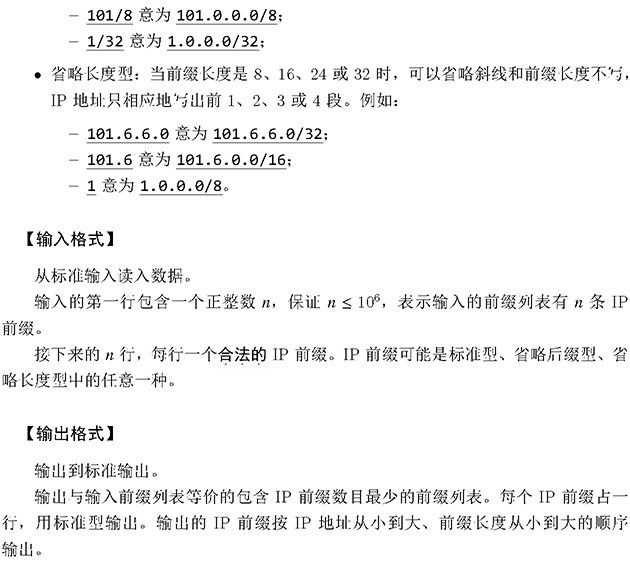 – 101/8 意为 101.0.0.0/8；
– 1/32 意为 1.0.0.0/32；
• 省略长度型：当前缀长度是 8、16、24 或 32 时，可以省略斜线和前缀长度不写，
IP 地址只相应地写出前 1、2、3 或 4 段。例如：
– 101.6.6.0 意为 101.6.6.0/32；
– 101.6 意为 101.6.0.0/16；
– 1 意为 1.0.0.0/8。
【输入格式】
从标准输入读入数据。
输入的第一行包含一个正整数 n，保证 n ≤ 10⁶，表示输入的前缀列表有 n 条 IP
前缀。
接下来的 n 行，每行一个合法的 IP 前缀。IP 前缀可能是标准型、省略后缀型、省
略长度型中的任意一种。
【输出格式】
输出到标准输出。
输出与输入前缀列表等价的包含 IP 前缀数目最少的前缀列表。每个 IP 前缀占一
行，用标准型输出。输出的 IP 前缀按 IP 地址从小到大、前缀长度从小到大的顺序
输出。